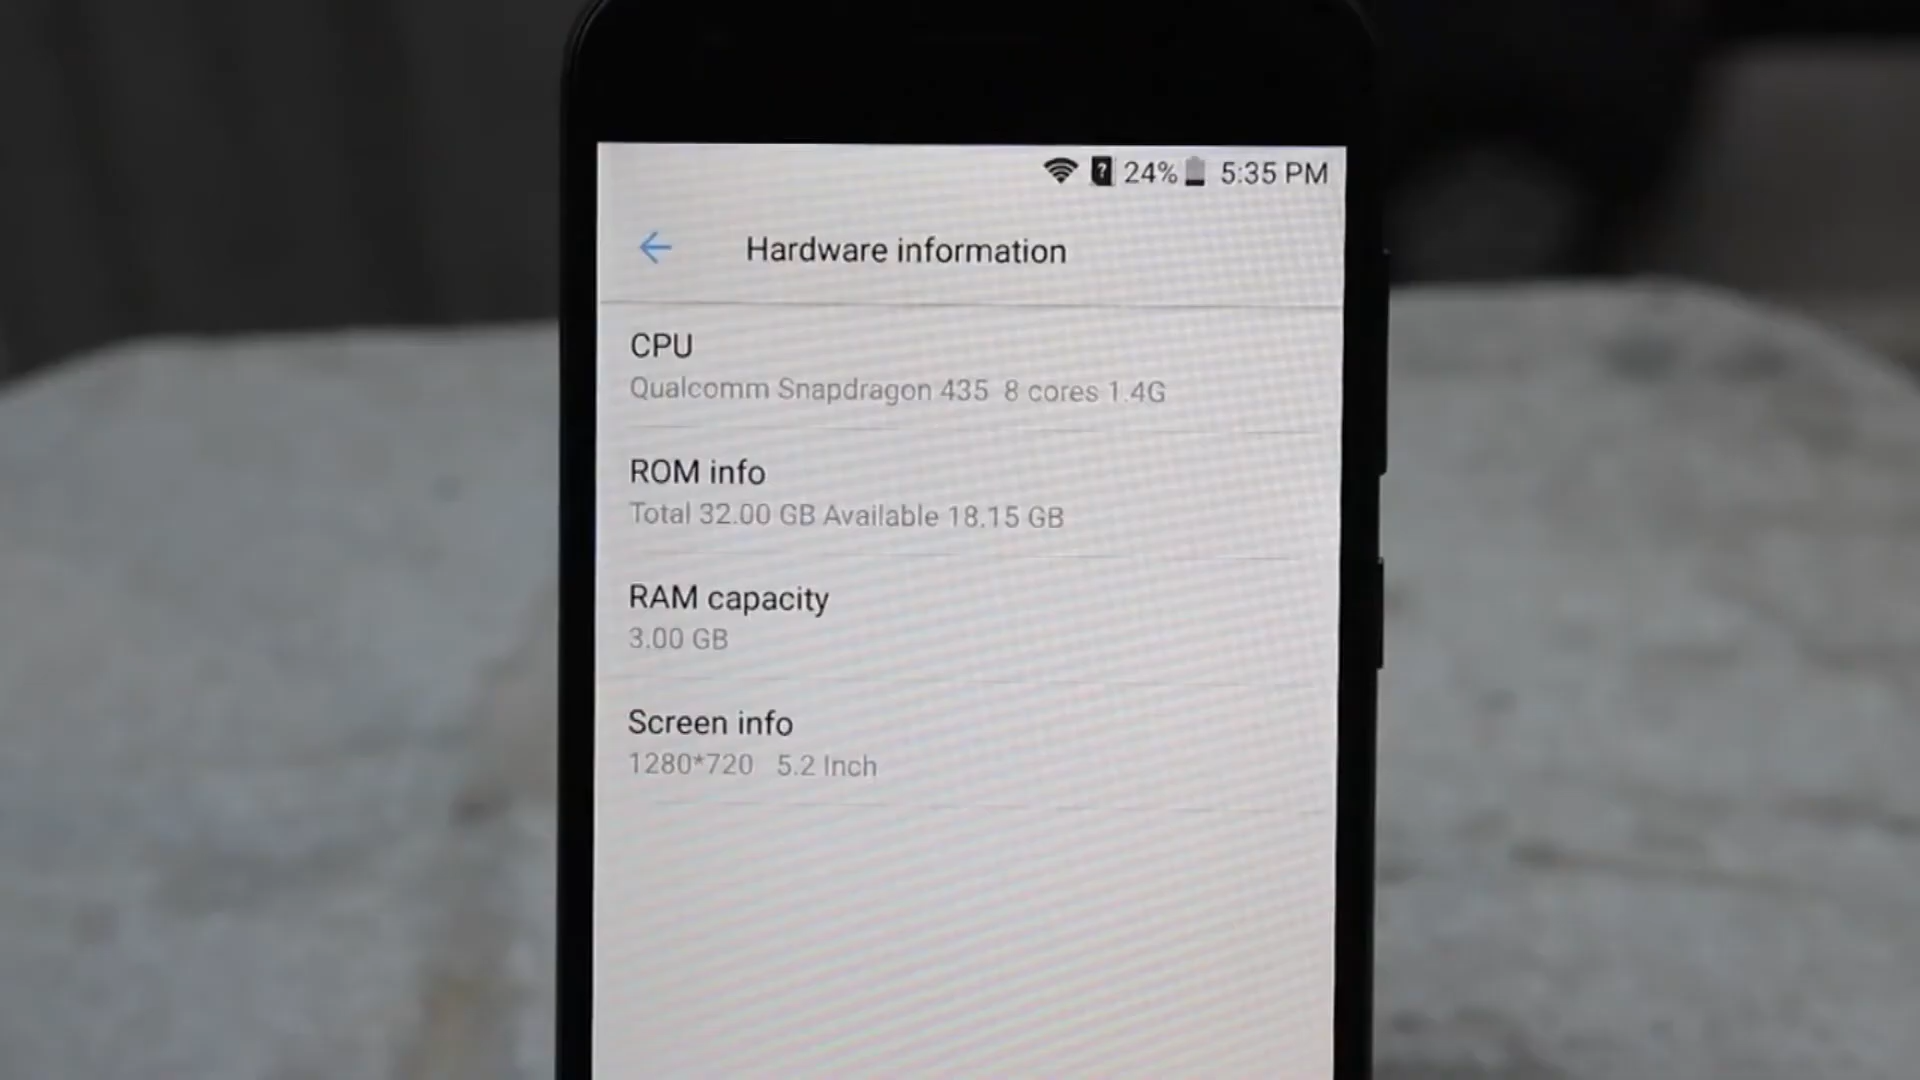 24% 5:35 PM
Hardware information
CPU
Qualcomm Snapdragon 435 8 cores 1.4G
ROM info
Total 32.00 GB Available 18.15 GB
RAM capacity
3.00 GB
Screen info
1280*720 5.2 Inch